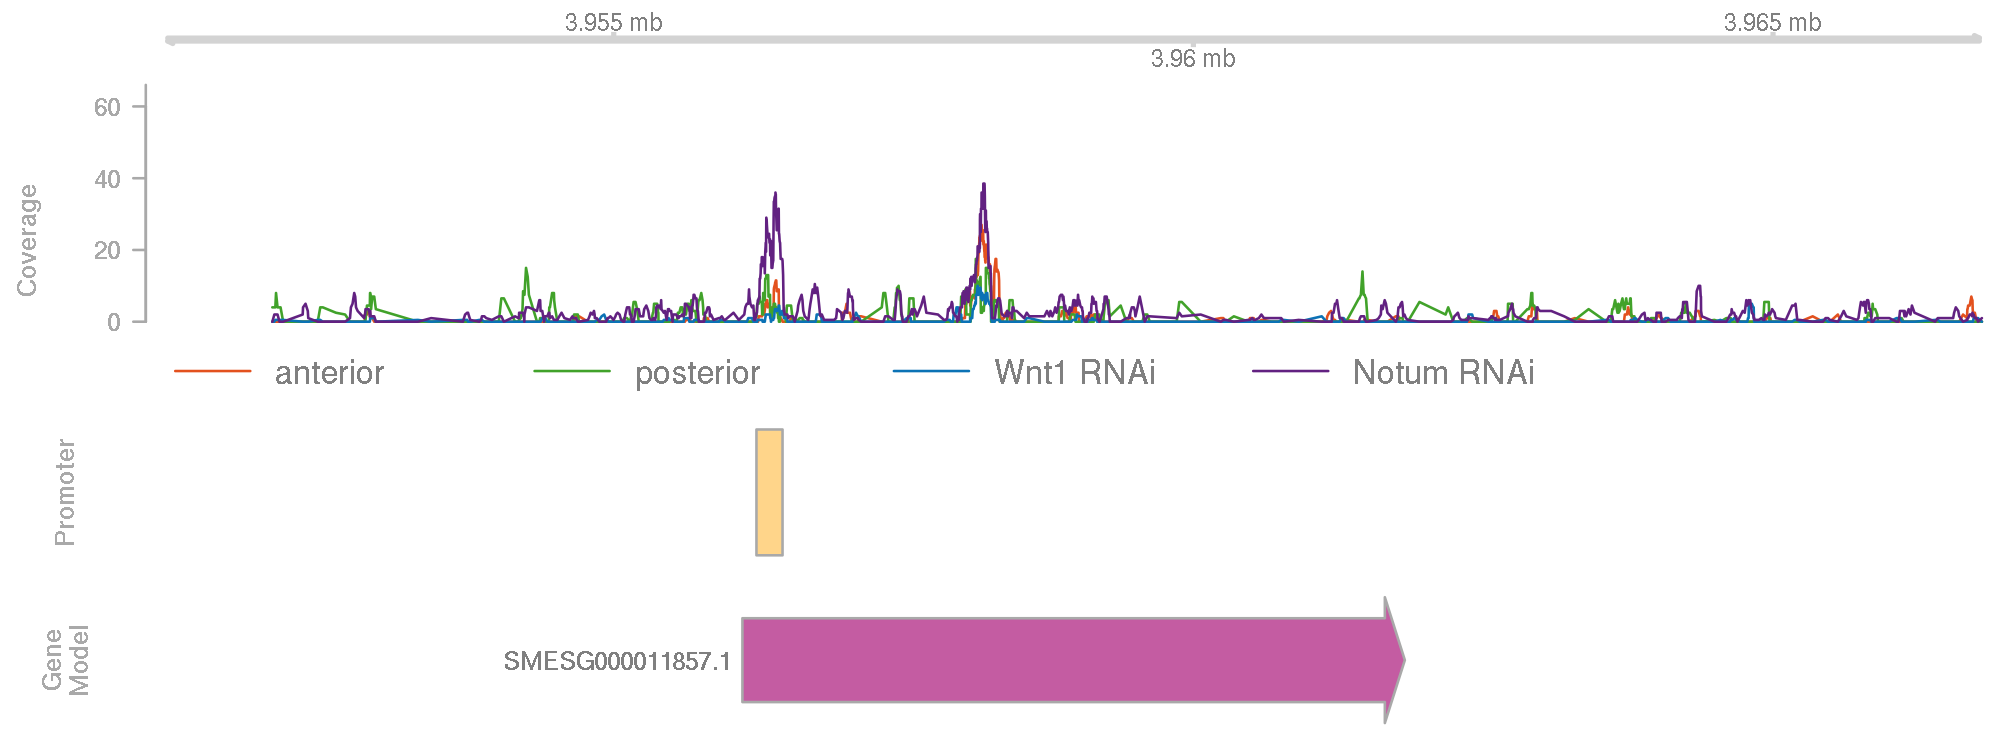 3.955 mb
3.965 mb
3.96 mb
60
40
20
0
Coverage
anterior posterior Wnt1 RNAi Notum RNAi
Promoter
Gene
Model
SMESG000011857.1